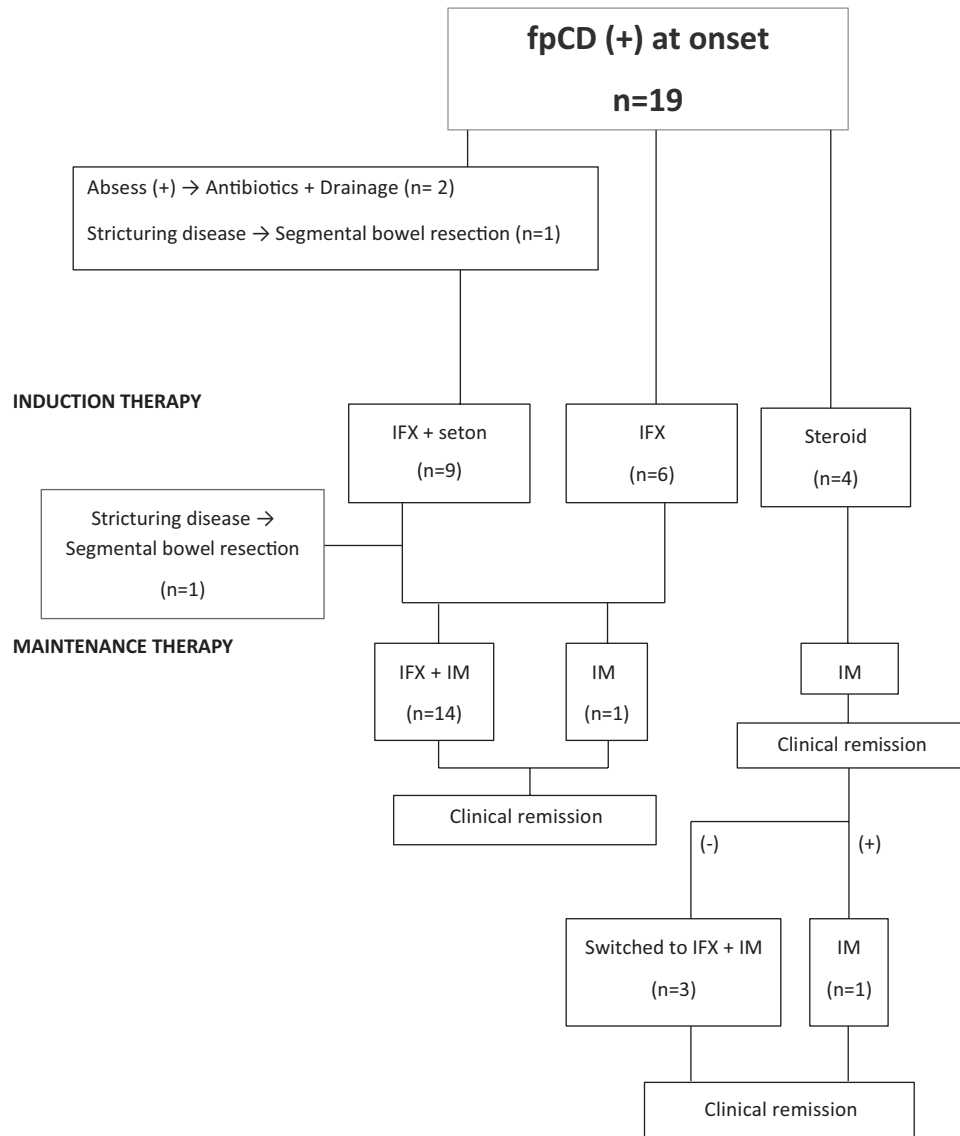 fpCD (+) at onset
n=19
Absess (+) → Antibiotics + Drainage (n= 2)
Stricturing disease → Segmental bowel resection (n=1)
INDUCTION THERAPY
IFX + seton
(n=9)
IFX
(n=6)
Steroid
(n=4)
Stricturing disease →
Segmental bowel resection
(n=1)
MAINTENANCE THERAPY
IFX + IM
(n=14)
IM
(n=1)
IM
Clinical remission
Clinical remission
(-)
(+)
Switched to IFX + IM
(n=3)
IM
(n=1)
Clinical remission